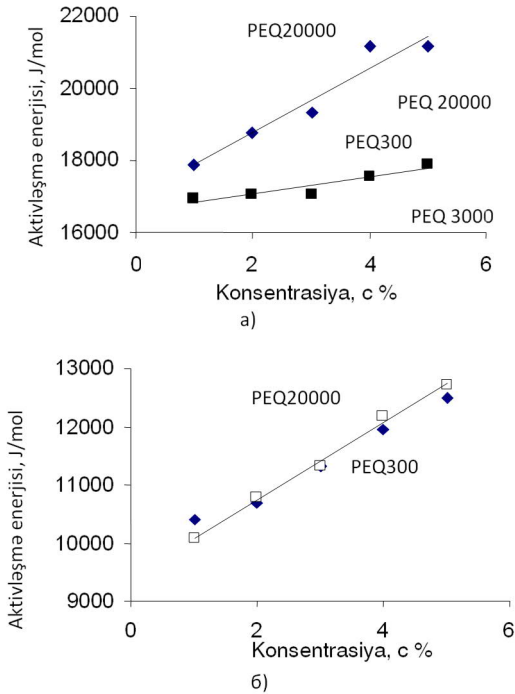 22000
PEQ20000
20000
PEQ 20000
PEQ300
18000
PEQ 3000
16000
0
2
4
6
Aktivləşmə enerjisi, J/mol
Konsentrasiya, c %
a)
13000
PEQ20000
12000
PEQ300
11000
10000
9000
0
2
4
6
Aktivləşmə enerjisi, J/mol
Konsentrasiya, c %
б)